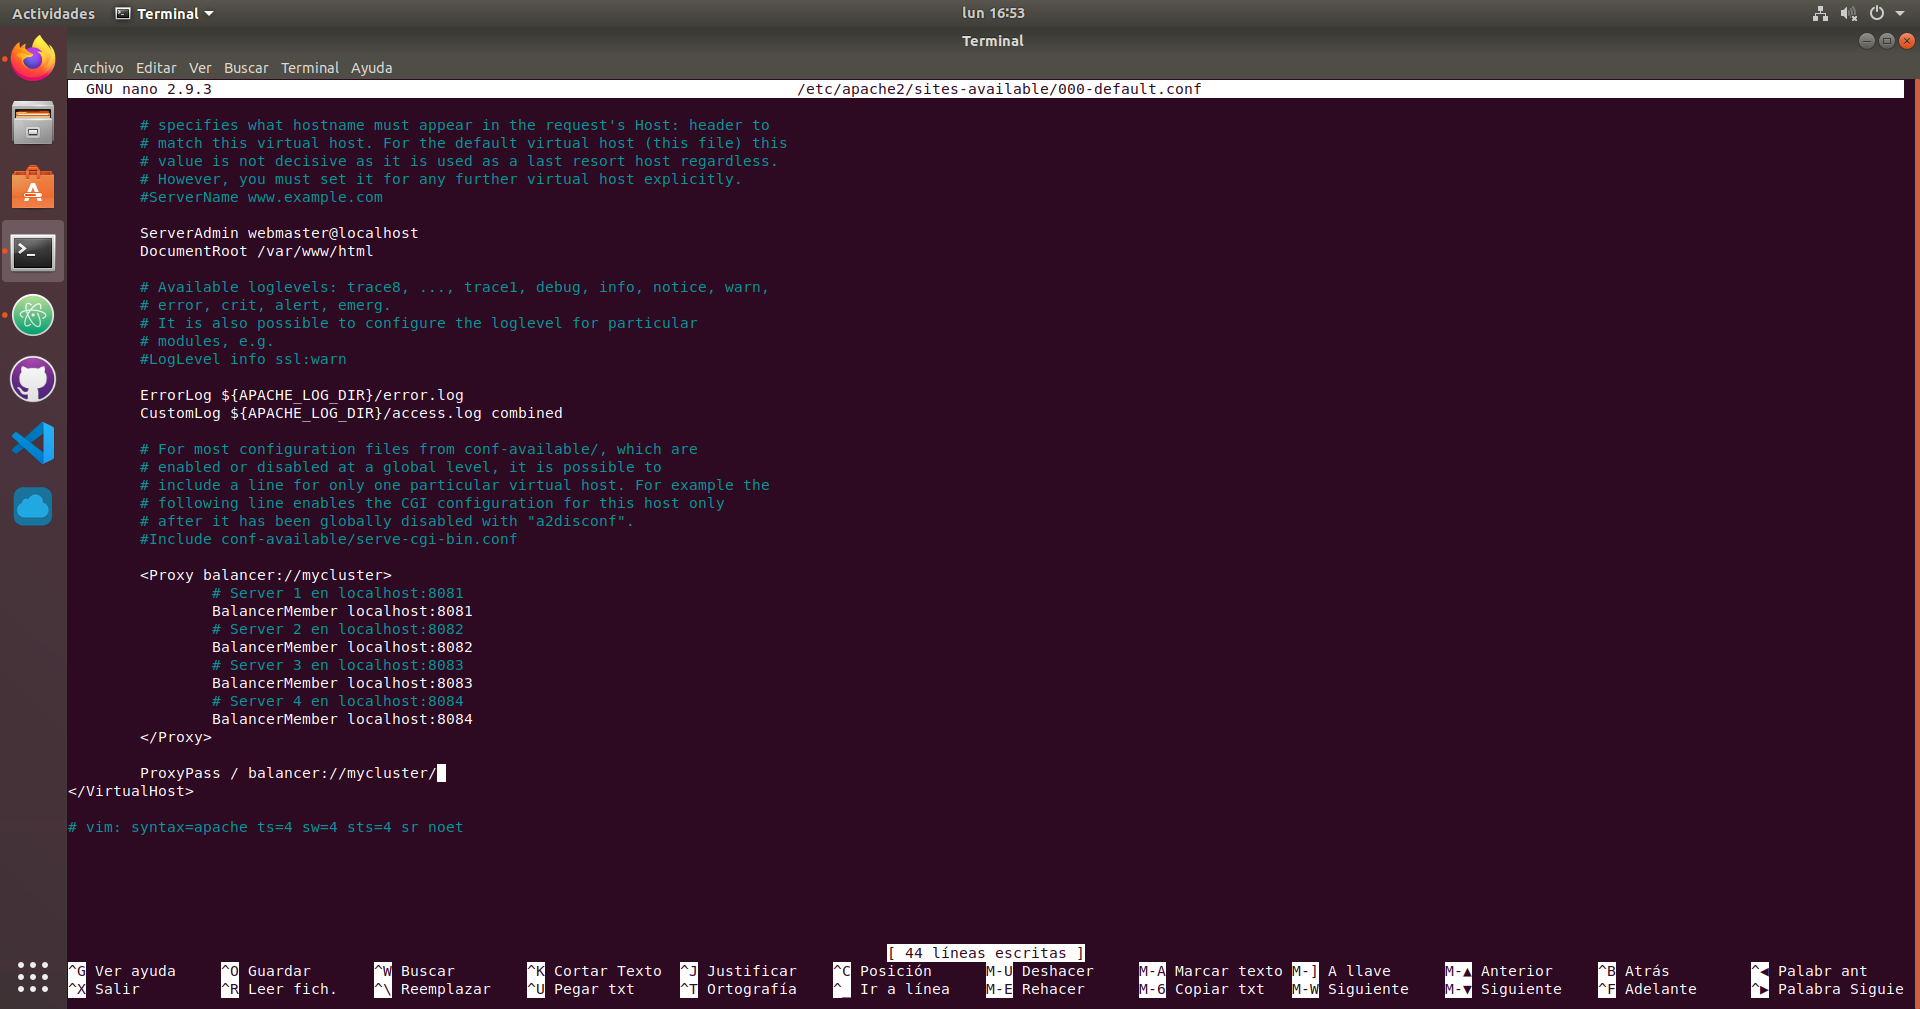 Actividades Terminal lun 16:53
Terminal
Archivo Editar Ver Buscar Terminal Ayuda
GNU nano 2.9.3 /etc/apache2/sites-available/000-default.conf
# specifies what hostname must appear in the request's Host: header to
# match this virtual host. For the default virtual host (this file) this
# value is not decisive as it is used as a last resort host regardless.
# However, you must set it for any further virtual host explicitly.
#ServerName www.example.com
ServerAdmin webmaster@localhost
DocumentRoot /var/www/html
# Available loglevels: trace8, ..., trace1, debug, info, notice, warn,
# error, crit, alert, emerg.
# It is also possible to configure the loglevel for particular
# modules, e.g.
#LogLevel info ssl:warn
ErrorLog ${APACHE_LOG_DIR}/error.log
CustomLog ${APACHE_LOG_DIR}/access.log combined
# For most configuration files from conf-available/, which are
# enabled or disabled at a global level, it is possible to
# include a line for only one particular virtual host. For example the
# following line enables the CGI configuration for this host only
# after it has been globally disabled with "a2disconf".
#Include conf-available/serve-cgi-bin.conf
<Proxy balancer://mycluster>
# Server 1 en localhost:8081
BalancerMember localhost:8081
# Server 2 en localhost:8082
BalancerMember localhost:8082
# Server 3 en localhost:8083
BalancerMember localhost:8083
# Server 4 en localhost:8084
BalancerMember localhost:8084
</Proxy>
ProxyPass / balancer://mycluster/
</VirtualHost>
# vim: syntax=apache ts=4 sw=4 sts=4 sr noet
[ 44 líneas escritas ]
^G Ver ayuda ^O Guardar ^W Buscar ^K Cortar Texto ^J Justificar ^C Posición M-U Deshacer M-A Marcar texto M-] A llave M-▲ Anterior ^B Atrás ^◀ Palabr ant
^X Salir ^R Leer fich. ^\ Reemplazar ^U Pegar txt ^T Ortografía ^_ Ir a línea M-E Rehacer M-6 Copiar txt M-W Siguiente M-▼ Siguiente ^F Adelante ^▶ Palabra Siguie